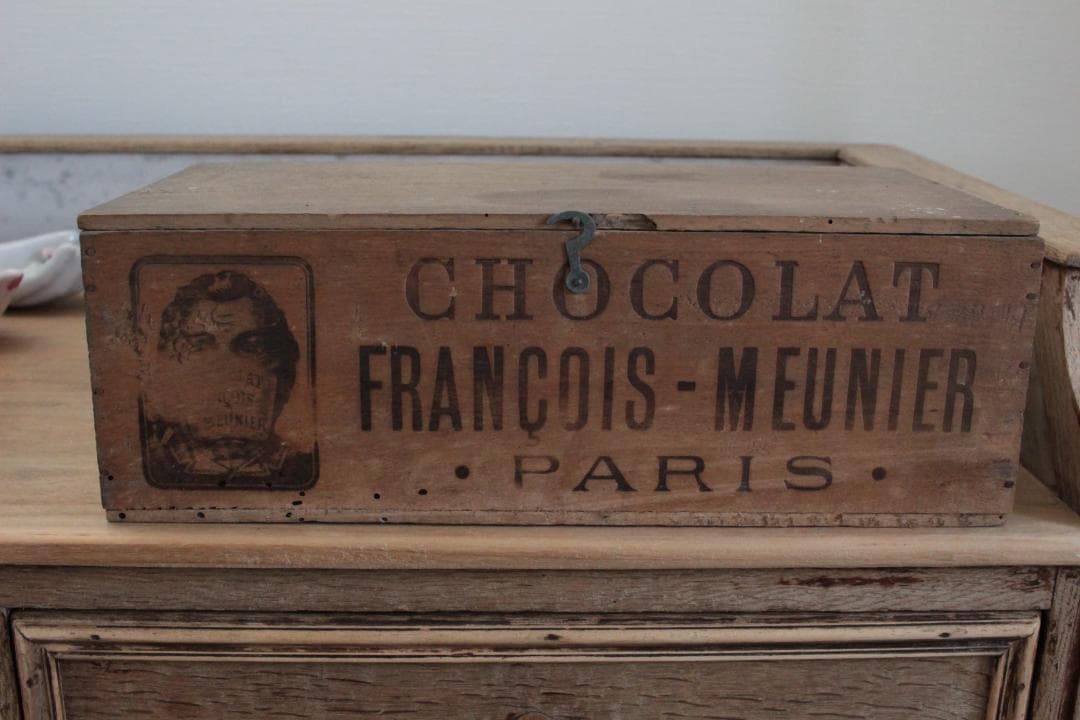 CHOCOLAT
FRANÇOIS-MEUNIER
• PARIS •